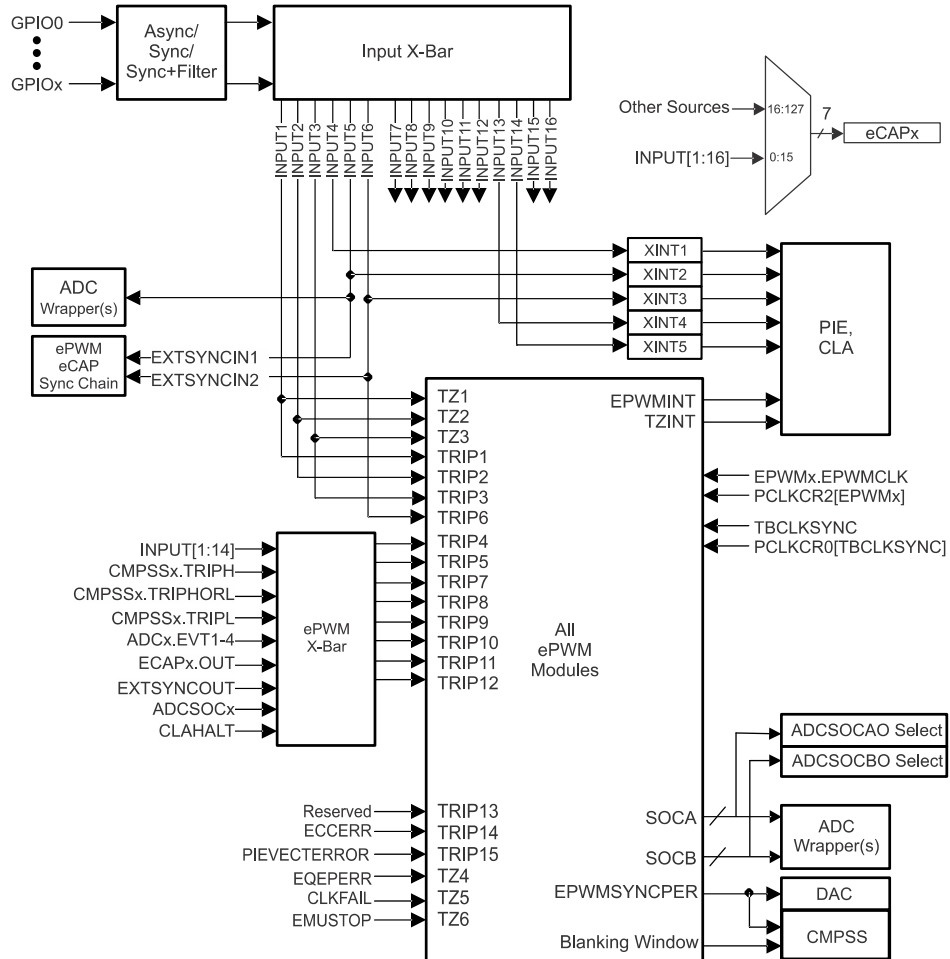 GPIO0
GPIOx
Async/
Sync/
Sync+Filter
Input X-Bar
INPUT1
INPUT2
INPUT3
INPUT4
INPUT5
INPUT6
INPUT7
INPUT8
INPUT9
INPUT10
INPUT11
INPUT12
INPUT13
INPUT14
INPUT15
INPUT16
Other Sources
16:127
7
eCAPx
INPUT[1:16]
0:15
XINT1
XINT2
XINT3
XINT4
XINT5
PIE,
CLA
ADC
Wrapper(s)
ePWM
eCAP
Sync Chain
EXTSYNCIN1
EXTSYNCIN2
TZ1
TZ2
TZ3
TRIP1
TRIP2
TRIP3
TRIP6
TRIP4
TRIP5
TRIP7
TRIP8
TRIP9
TRIP10
TRIP11
TRIP12
EPWMINT
TZINT
EPWMx.EPWMCLK
PCLKCR2[EPWMx]
TBCLKSYNC
PCLKCR0[TBCLKSYNC]
INPUT[1:14]
CMPSSx.TRIPH
CMPSSx.TRIPHORL
CMPSSx.TRIPL
ADCx.EVT1-4
ECAPx.OUT
EXTSYNCOUT
ADCSOCx
CLAHALT
ePWM
X-Bar
All
ePWM
Modules
Reserved
ECCERR
PIEVECTERROR
EQEPERR
CLKFAIL
EMUSTOP
TRIP13
TRIP14
TRIP15
TZ4
TZ5
TZ6
SOCA
SOCB
EPWMSYNCPER
Blanking Window
ADCSOCAO Select
ADCSOCBO Select
ADC
Wrapper(s)
DAC
CMPSS